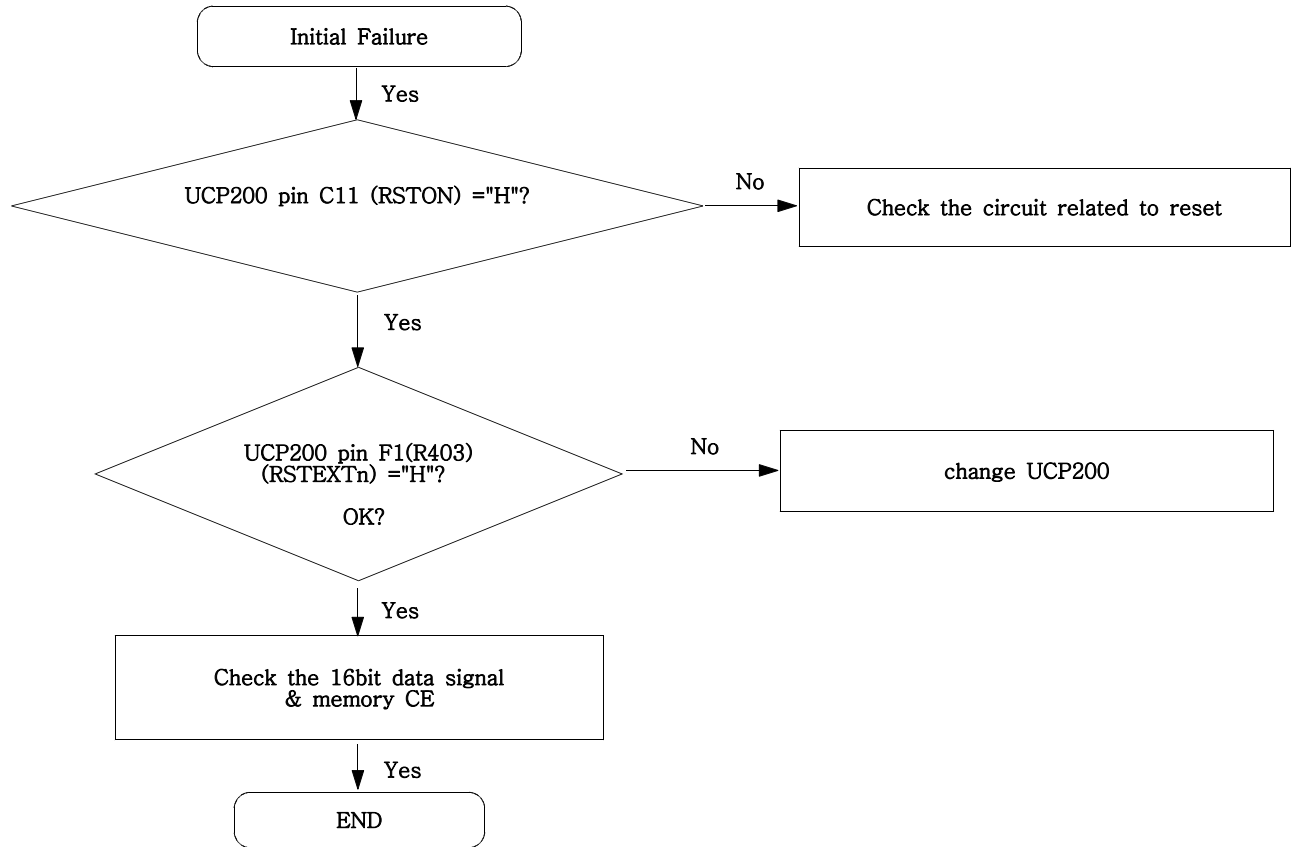 Initial Failure
Yes
UCP200 pin C11 (RSTON) ="H"?
No
Check the circuit related to reset
Yes
UCP200 pin F1(R403)
(RSTEXTn) ="H"?
OK?
No
change UCP200
Yes
Check the 16bit data signal
& memory CE
Yes
END